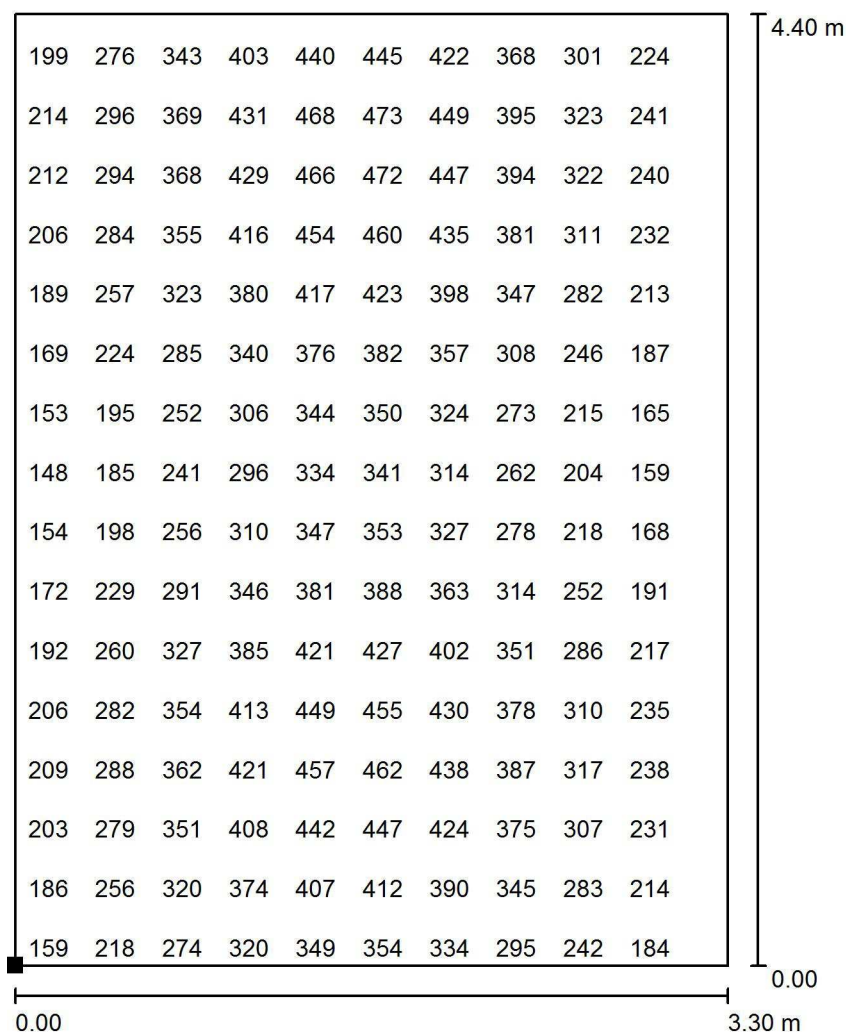 4.40 m
199 276 343 403 440 445 422 368 301 224
214 296 369 431 468 473 449 395 323 241
212 294 368 429 466 472 447 394 322 240
206 284 355 416 454 460 435 381 311 232
189 257 323 380 417 423 398 347 282 213
169 224 285 340 376 382 357 308 246 187
153 195 252 306 344 350 324 273 215 165
148 185 241 296 334 341 314 262 204 159
154 198 256 310 347 353 327 278 218 168
172 229 291 346 381 388 363 314 252 191
192 260 327 385 421 427 402 351 286 217
206 282 354 413 449 455 430 378 310 235
209 288 362 421 457 462 438 387 317 238
203 279 351 408 442 447 424 375 307 231
186 256 320 374 407 412 390 345 283 214
159 218 274 320 349 354 334 295 242 184
0.00
0.00 3.30 m